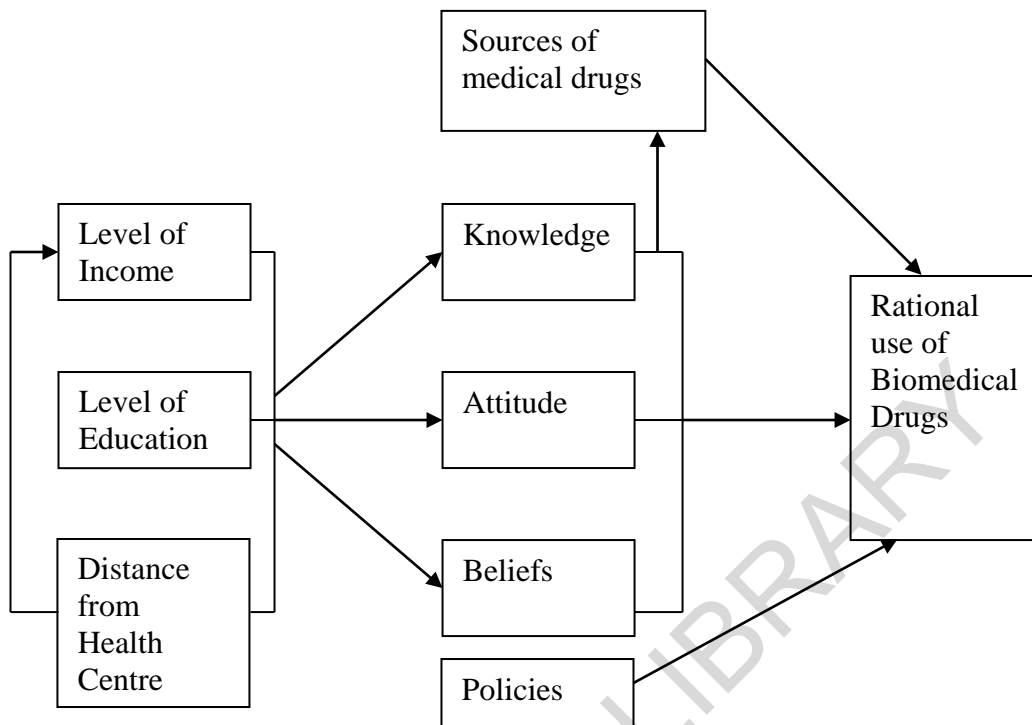 Sources of
medical drugs
Level of
Income
Knowledge
Rational
use of
Biomedical
Drugs
Level of
Education
Attitude
Distance
from
Health
Centre
Beliefs
Policies
LIBRARY